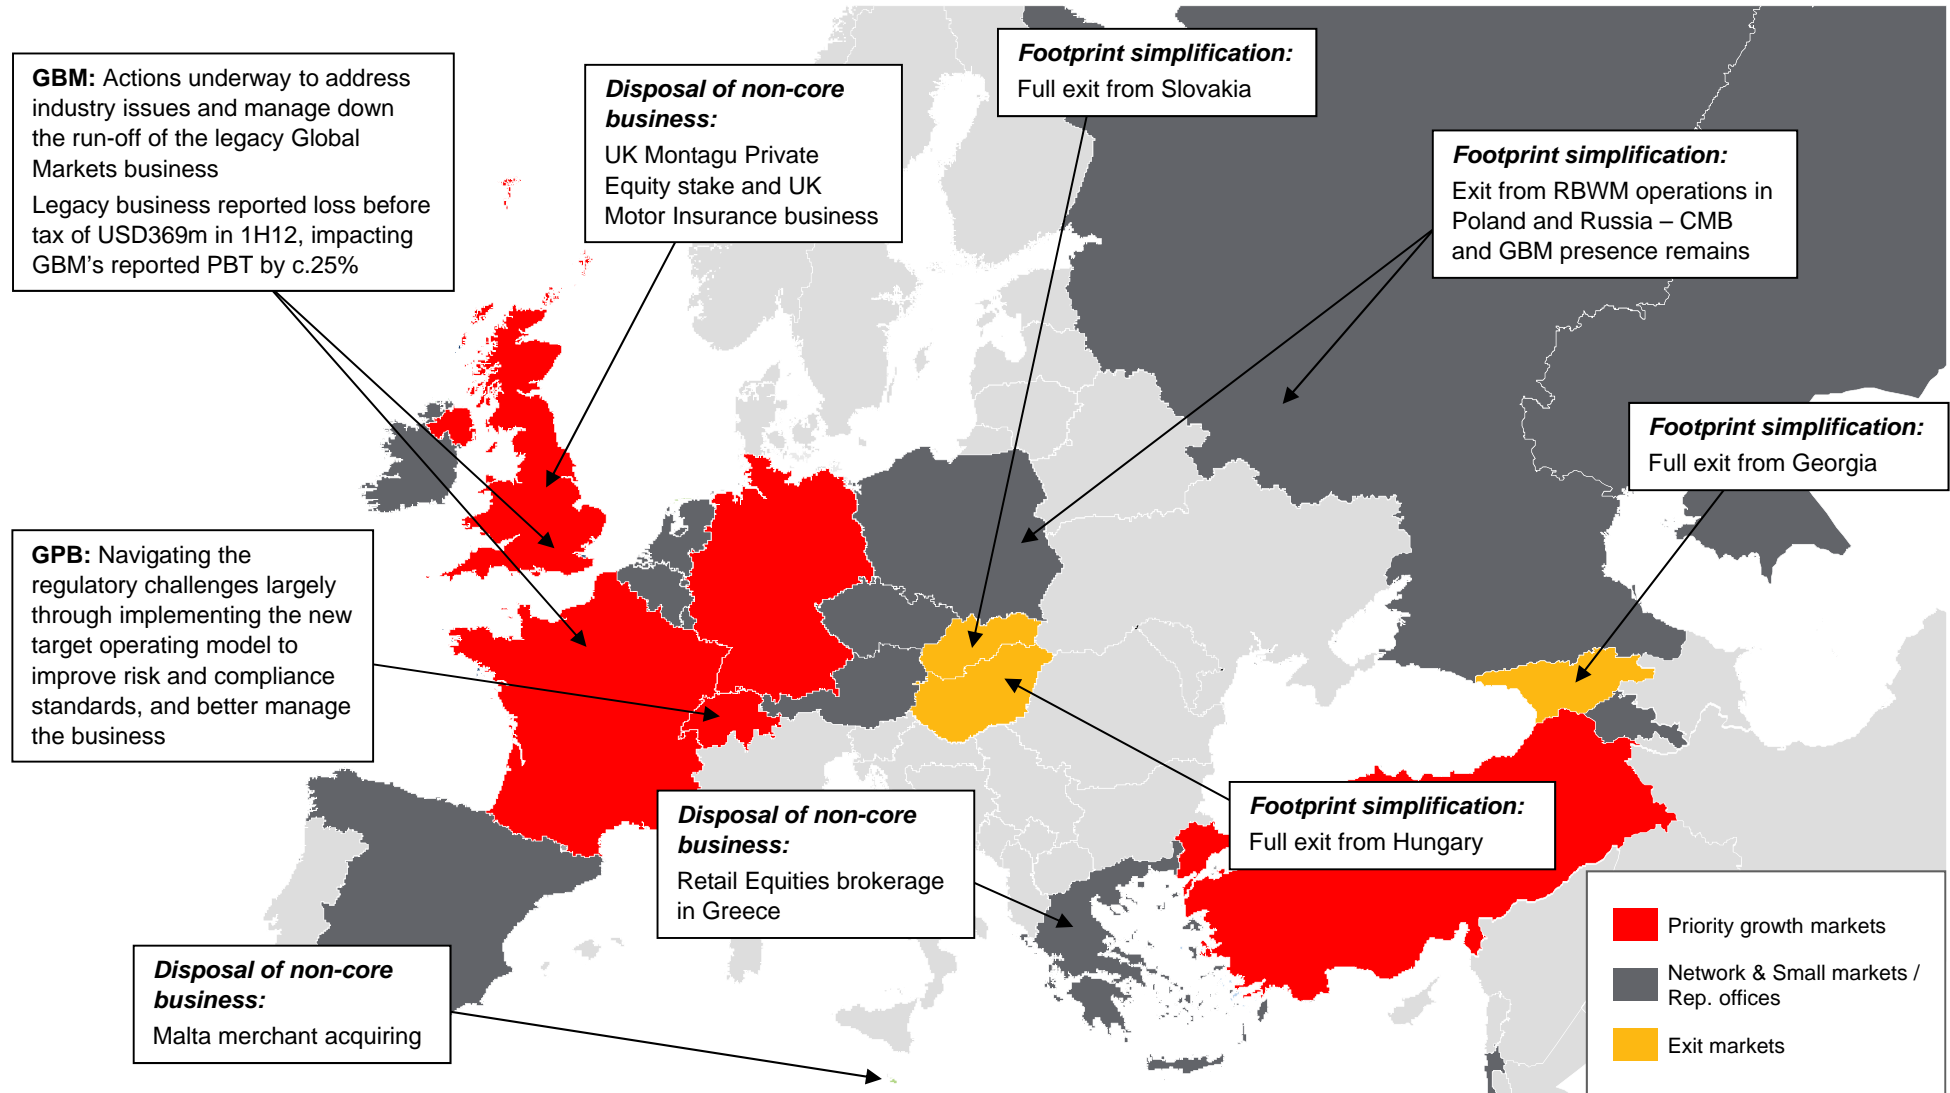 GBM: Actions underway to address
industry issues and manage down
the run-off of the legacy Global
Markets business
Legacy business reported loss before
tax of USD369m in 1H12, impacting
GBM's reported PBT by c.25%
Disposal of non-core
business:
UK Montagu Private
Equity stake and UK
Motor Insurance business
Footprint simplification:
Full exit from Slovakia
Footprint simplification:
Exit from RBWM operations in
Poland and Russia – CMB
and GBM presence remains
Footprint simplification:
Full exit from Georgia
GPB: Navigating the
regulatory challenges largely
through implementing the new
target operating model to
improve risk and compliance
standards, and better manage
the business
Disposal of non-core
business:
Retail Equities brokerage
in Greece
Footprint simplification:
Full exit from Hungary
Disposal of non-core
business:
Malta merchant acquiring
Priority growth markets
Network & Small markets /
Rep. offices
Exit markets